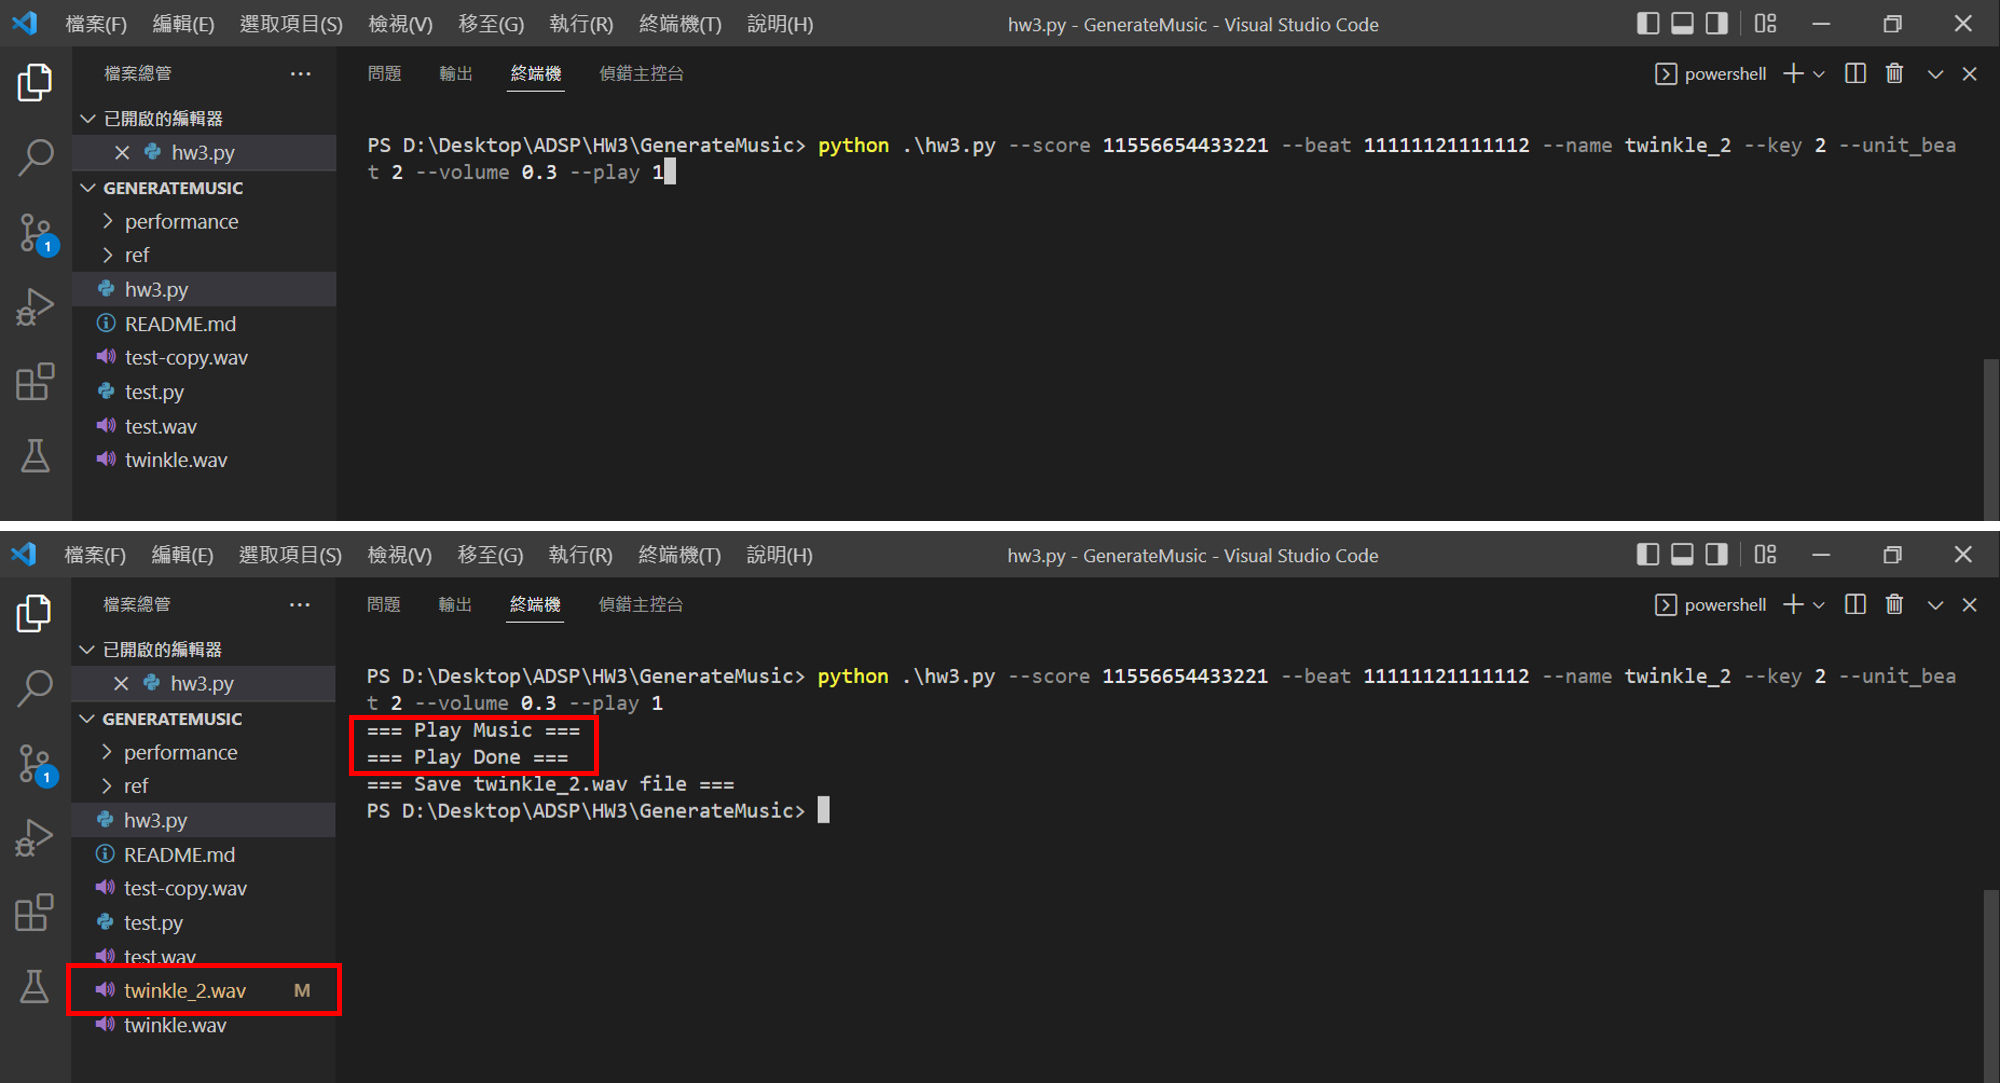 檔案(F) 編輯(E) 選取項目(S) 檢視(V) 移至(G) 執行(R) 終端機(T) 說明(H) hw3.py - GenerateMusic - Visual Studio Code
檔案總管 問題 輸出 終端機 偵錯主控台 powershell
已開啟的編輯器
hw3.py
GENERATEMUSIC
performance
ref
hw3.py
README.md
test-copy.wav
test.py
test.wav
twinkle.wav
1
PS D:\Desktop\ADSP\HW3\GenerateMusic> python .\hw3.py --score 11556654433221 --beat 11111121111112 --name twinkle_2 --key 2 --unit_bea
t 2 --volume 0.3 --play 1
檔案(F) 編輯(E) 選取項目(S) 檢視(V) 移至(G) 執行(R) 終端機(T) 說明(H) hw3.py - GenerateMusic - Visual Studio Code
檔案總管 問題 輸出 終端機 偵錯主控台 powershell
已開啟的編輯器
hw3.py
GENERATEMUSIC
performance
ref
hw3.py
README.md
test-copy.wav
test.py
test.wav
twinkle_2.wav M
twinkle.wav
1
PS D:\Desktop\ADSP\HW3\GenerateMusic> python .\hw3.py --score 11556654433221 --beat 11111121111112 --name twinkle_2 --key 2 --unit_bea
t 2 --volume 0.3 --play 1
=== Play Music ===
=== Play Done ===
=== Save twinkle_2.wav file ===
PS D:\Desktop\ADSP\HW3\GenerateMusic>